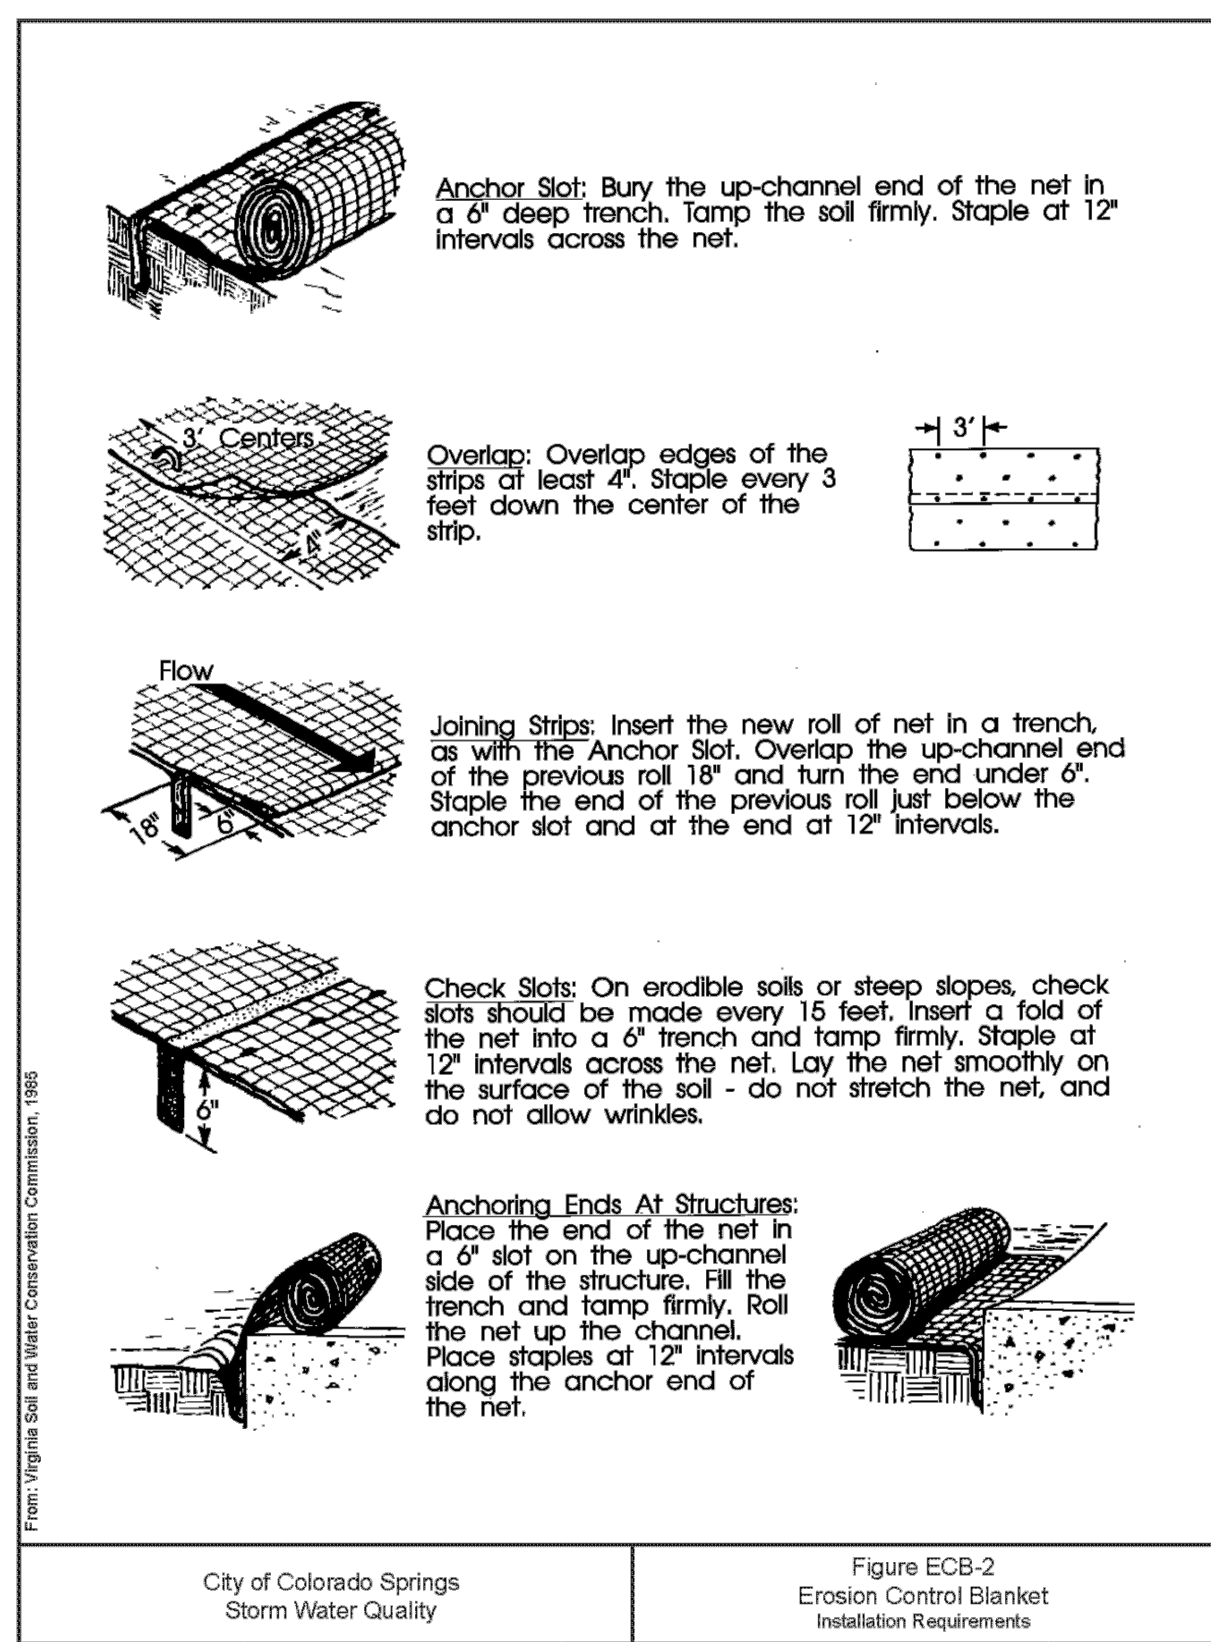 Anchor Slot: Bury the up-channel end of the net in
a 6" deep trench. Tamp the soil firmly. Staple at 12"
intervals across the net.
3' Centers
4"
Overlap: Overlap edges of the
strips at least 4". Staple every 3
feet down the center of the
strip.
3'
Flow
18"
6"
Joining Strips: Insert the new roll of net in a trench,
as with the Anchor Slot. Overlap the up-channel end
of the previous roll 18" and turn the end under 6".
Staple the end of the previous roll just below the
anchor slot and at the end at 12" intervals.
6"
Check Slots: On erodible soils or steep slopes, check
slots should be made every 15 feet. Insert a fold of
the net into a 6" trench and tamp firmly. Staple at
12" intervals across the net. Lay the net smoothly on
the surface of the soil - do not stretch the net, and
do not allow wrinkles.
Anchoring Ends At Structures:
Place the end of the net in
a 6" slot on the up-channel
side of the structure. Fill the
trench and tamp firmly. Roll
the net up the channel.
Place staples at 12" intervals
along the anchor end of
the net.
From: Virginia Soil and Water Conservation Commission, 1985
City of Colorado Springs
Storm Water Quality
Figure ECB-2
Erosion Control Blanket
Installation Requirements